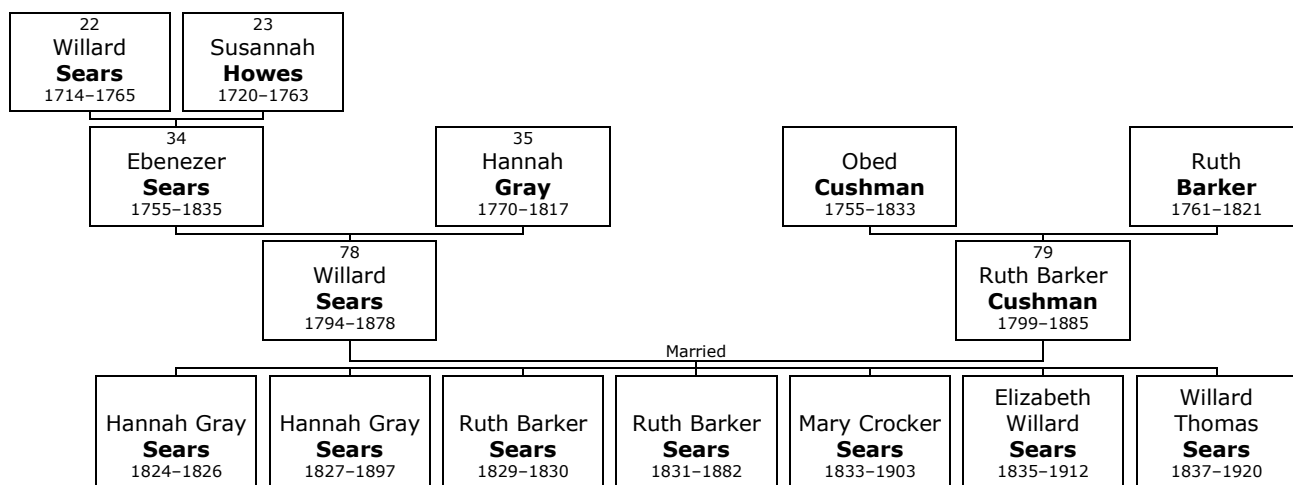 22
Willard
Sears
1714–1765
23
Susannah
Howes
1720–1763
34
Ebenezer
Sears
1755–1835
35
Hannah
Gray
1770–1817
Obed
Cushman
1755–1833
Ruth
Barker
1761–1821
78
Willard
Sears
1794–1878
79
Ruth Barker
Cushman
1799–1885
Married
Hannah Gray
Sears
1824–1826
Hannah Gray
Sears
1827–1897
Ruth Barker
Sears
1829–1830
Ruth Barker
Sears
1831–1882
Mary Crocker
Sears
1833–1903
Elizabeth
Willard
Sears
1835–1912
Willard
Thomas
Sears
1837–1920